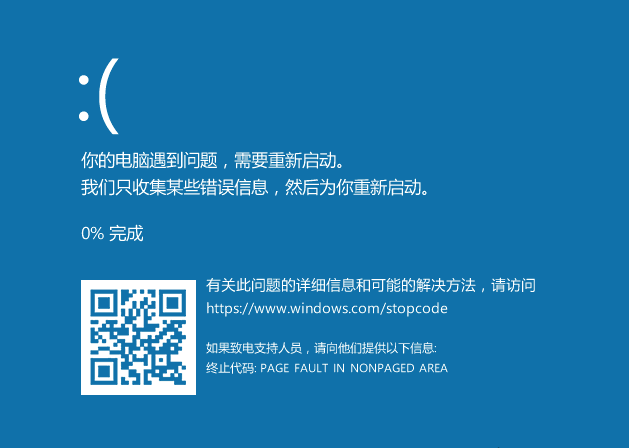 :(
你的电脑遇到问题，需要重新启动。
我们只收集某些错误信息，然后为你重新启动。
0% 完成
有关此问题的详细信息和可能的解决方法，请访问
https://www.windows.com/stopcode
如果致电支持人员，请向他们提供以下信息:
终止代码: PAGE FAULT IN NONPAGED AREA